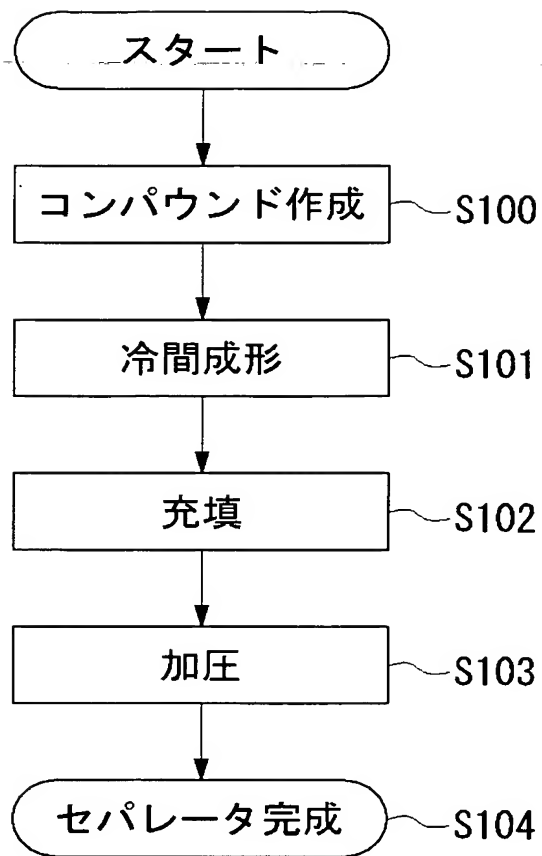 スタート
コンパウンド作成 S100
冷間成形 S101
充填 S102
加圧 S103
セパレータ完成 S104